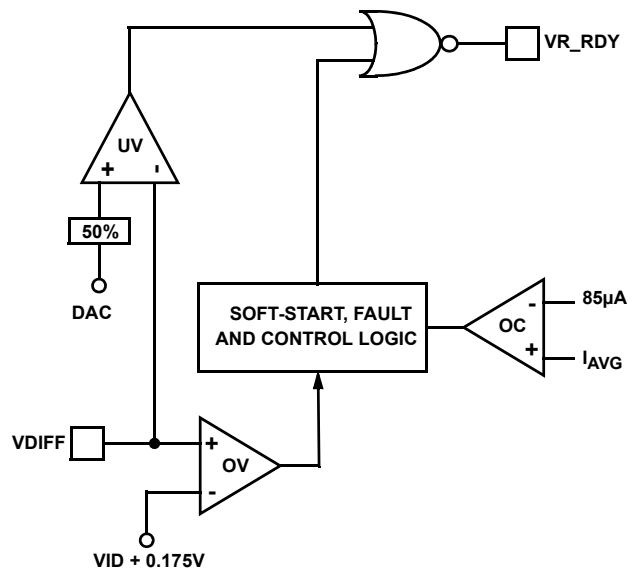 VR_RDY
UV
+ -
50%
DAC
SOFT-START, FAULT
AND CONTROL LOGIC
- 85µA
OC
+ IAVG
VDIFF
+
OV
-
VID + 0.175V